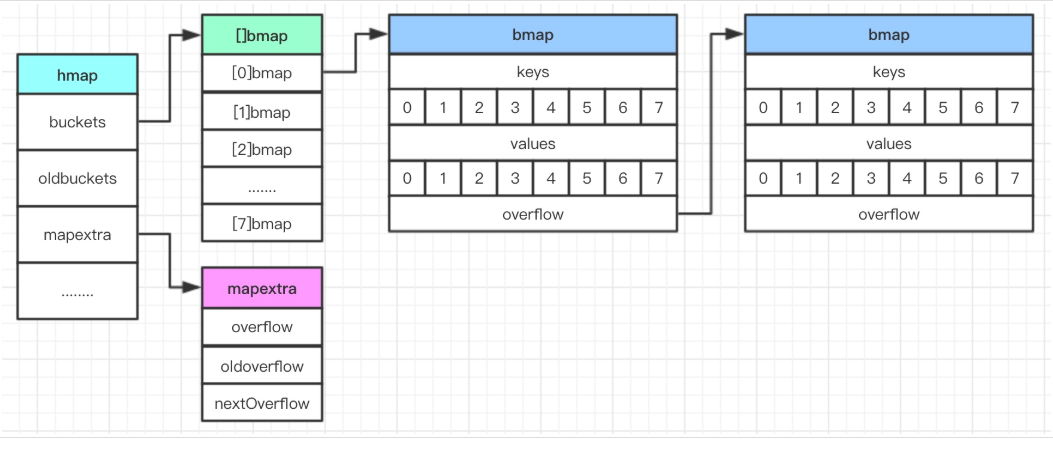 hmap
buckets
oldbuckets
mapextra
........
[]bmap
[0]bmap
[1]bmap
[2]bmap
.......
[7]bmap
mapextra
overflow
oldoverflow
nextOverflow
bmap
keys
0 1 2 3 4 5 6 7
values
0 1 2 3 4 5 6 7
overflow
bmap
keys
0 1 2 3 4 5 6 7
values
0 1 2 3 4 5 6 7
overflow